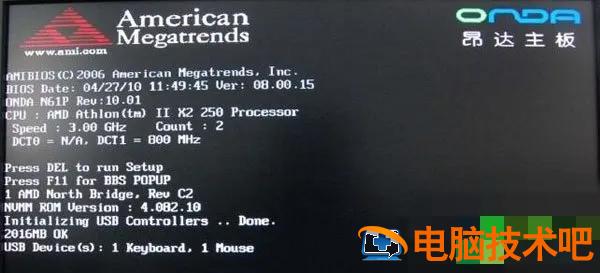 American
Megatrends
www.ami.com
ONDA
昂达主板
AMIBIOS(C)2006 American Megatrends, Inc.
BIOS Date: 04/27/10 11:49:45 Ver: 08.00.15
ONDA N61P Rev:10.01
CPU : AMD Athlon(tm) II X2 250 Processor
Speed : 3.00 GHz Count : 2
DCT0 = N/A, DCT1 = 800 MHz
Press DEL to run Setup
Press F11 for BBS POPUP
1 AMD North Bridge, Rev C2
NVMM ROM Version : 4.082.10
Initializing USB Controllers .. Done.
2016MB OK
USB Device(s): 1 Keyboard, 1 Mouse
电脑技术吧